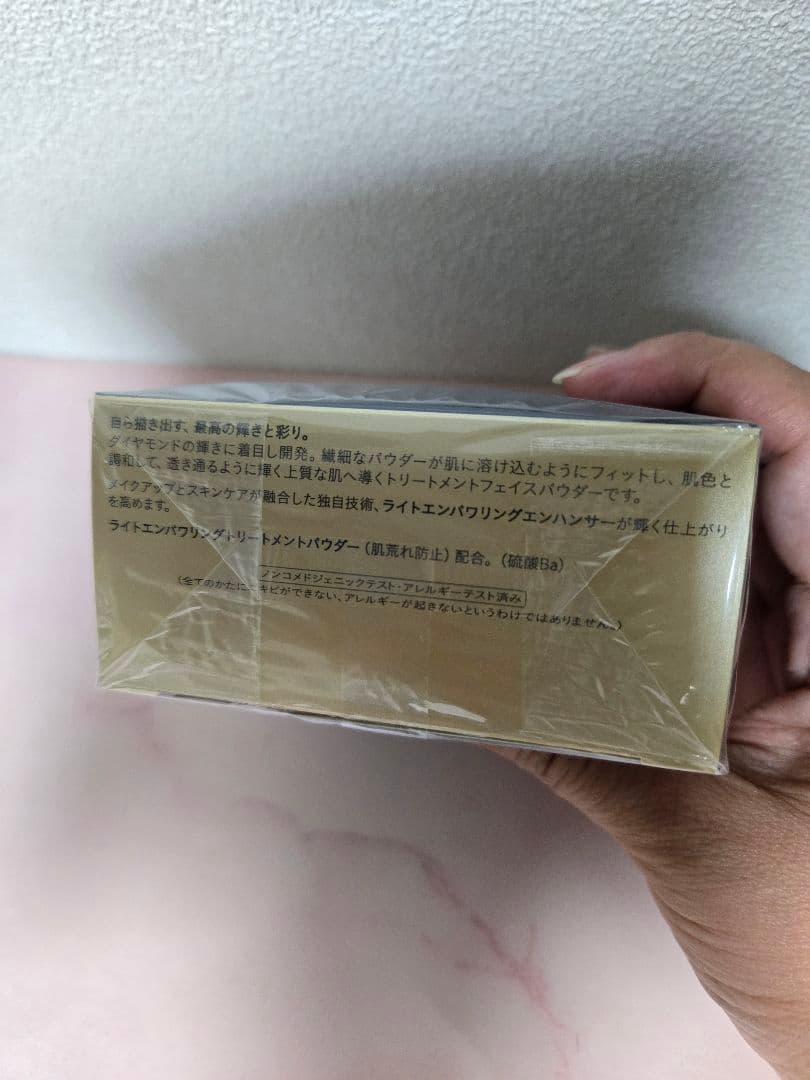 自ら描き出す、最高の輝きと彩り。
ダイヤモンドの輝きに着目し開発。繊細なパウダーが肌に溶け込むようにフィットし、肌色と
調和して、透き通るように輝く上質な肌へ導くトリートメントフェイスパウダーです。
メイクアップとスキンケアが融合した独自技術、ライトエンパワリングエンハンサーが輝く仕上がり
を高めます。
ライトエンパワリングトリートメントパウダー（肌荒れ防止）配合。（硫酸Ba）
ノンコメドジェニックテスト・アレルギーテスト済み
（全てのかたにニキビができない、アレルギーが起きないというわけではありません。）